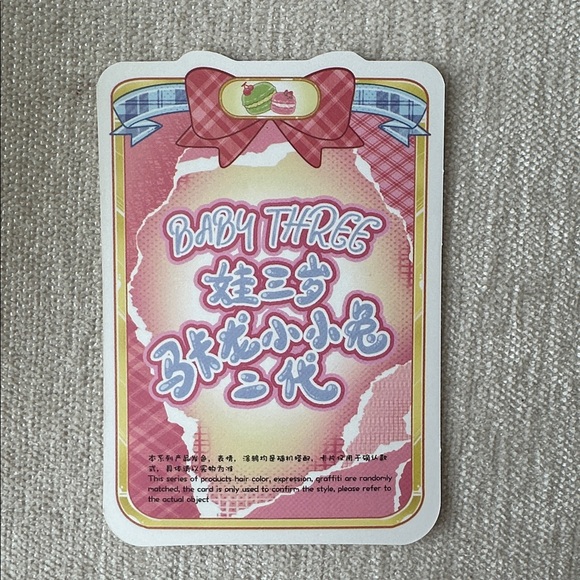 BABY THREE
娃三岁
马卡龙小小兔
二代
本系列产品发色，表情，涂鸦均是随机搭配，卡片仅用于确认款
式，具体请以实物为准
This series of products hair color, expression, graffiti are randomly
matched, the card is only used to confirm the style, please refer to
the actual object